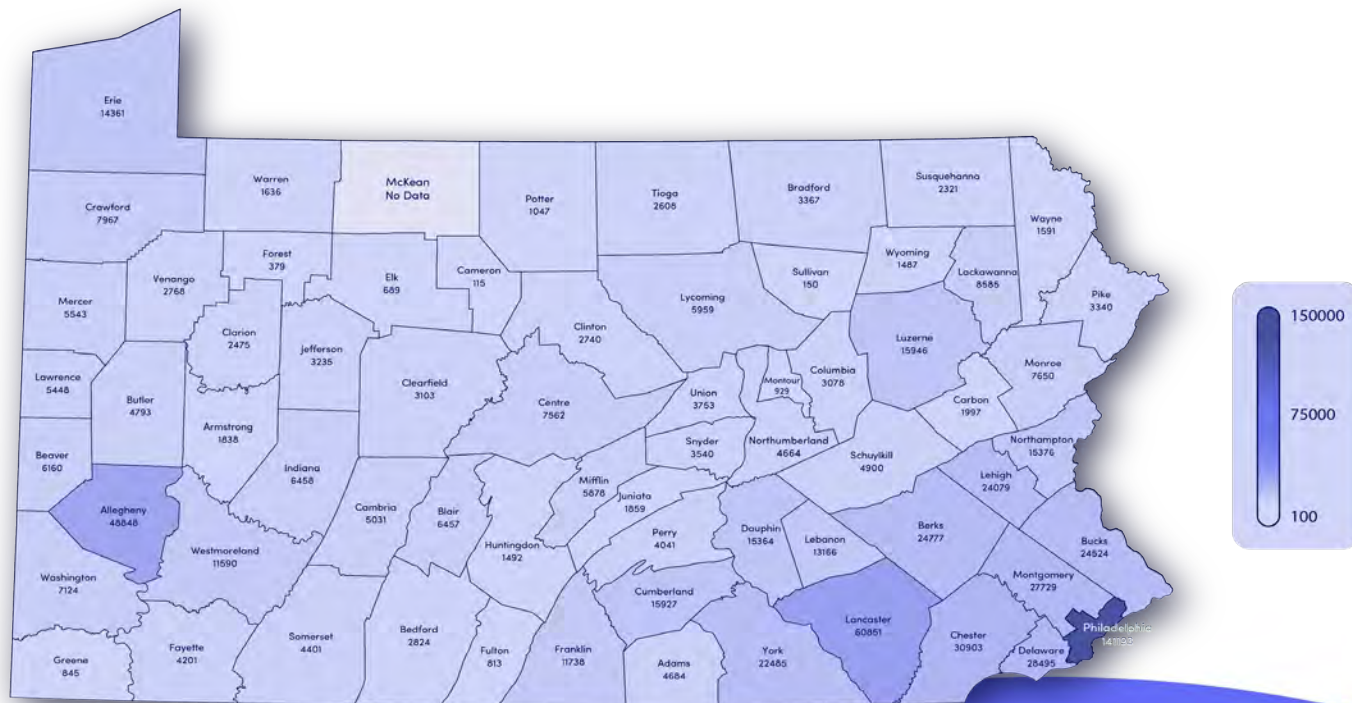 Erie
14361
Crawford
7967
Warren
1636
McKean
No Data
Potter
1047
Tioga
2608
Bradford
3367
Susquehanna
2321
Wayne
1591
Mercer
5543
Venango
2768
Forest
379
Elk
689
Cameron
115
Clinton
2740
Lycoming
5959
Sullivan
150
Wyoming
1487
Lackawanna
8585
Pike
3340
Lawrence
5448
Butler
4793
Clarion
2475
Jefferson
3235
Clearfield
3103
Centre
7562
Union
3753
Montour
929
Columbia
3078
Luzerne
15946
Monroe
7650
Carbon
1997
Beaver
6160
Armstrong
1838
Indiana
6458
Snyder
3540
Northumberland
4664
Schuylkill
4900
Northampton
15376
Lehigh
24079
Allegheny
48848
Westmoreland
11590
Cambria
5031
Blair
6457
Huntingdon
1492
Mifflin
5878
Juniata
1859
Perry
4041
Dauphin
15364
Lebanon
13166
Berks
24777
Bucks
24524
Montgomery
27729
Washington
7124
Greene
845
Fayette
4201
Somerset
4401
Bedford
2824
Fulton
813
Franklin
11738
Cumberland
15927
Adams
4684
York
22485
Lancaster
60851
Chester
30903
Delaware
28495
Philadelphia
150000
75000
100